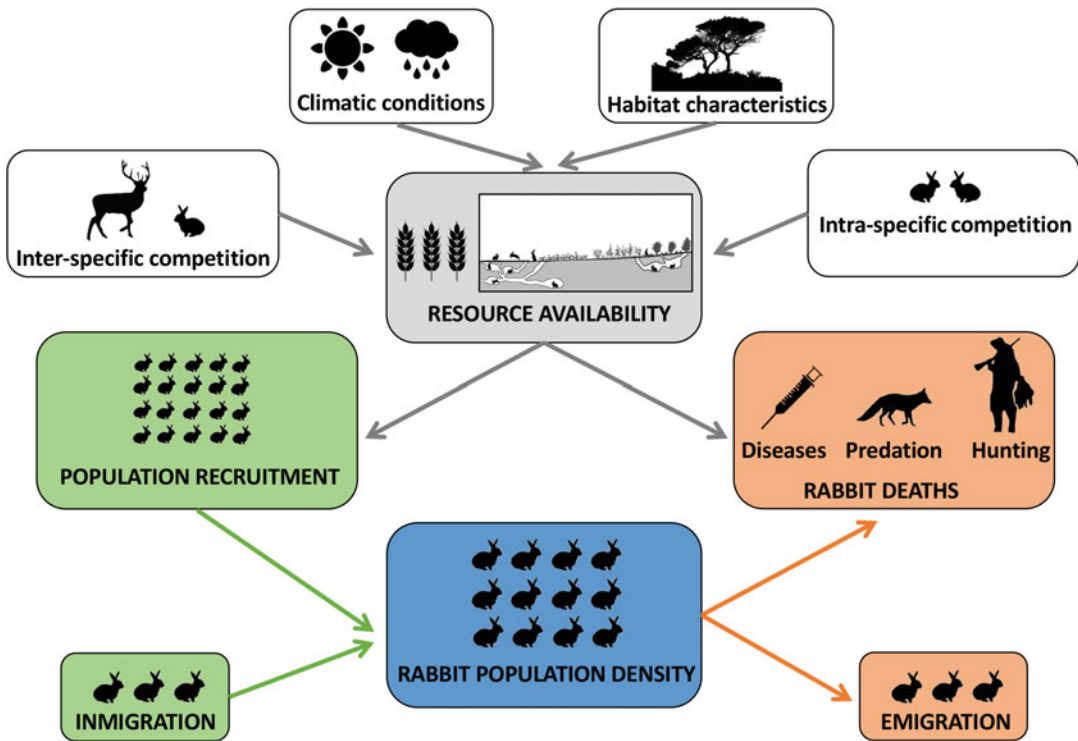 Climatic conditions
Habitat characteristics
Inter-specific competition
Intra-specific competition
RESOURCE AVAILABILITY
POPULATION RECRUITMENT
Diseases Predation Hunting
RABBIT DEATHS
RABBIT POPULATION DENSITY
INMIGRATION
EMIGRATION